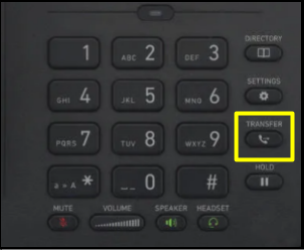 DIRECTORY
1
ABC 2
DEF 3
SETTINGS
GHI 4
JKL 5
MNO 6
TRANSFER
PQRS 7
TUV 8
WXYZ 9
HOLD
a > A *
_ _ 0
#
MUTE VOLUME SPEAKER HEADSET